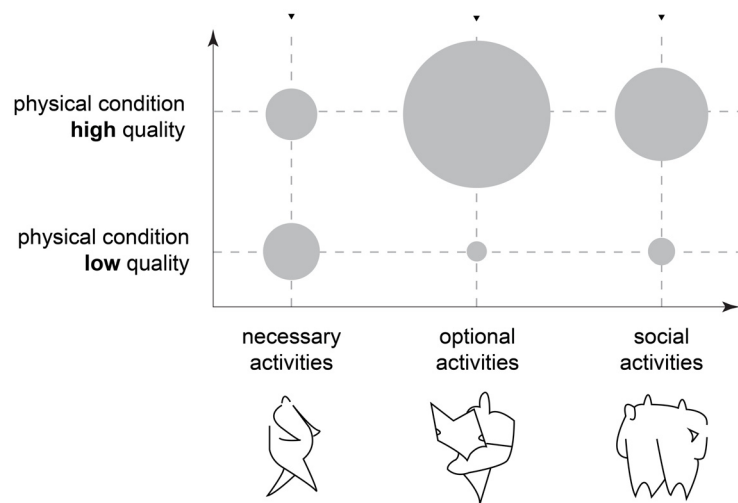 physical condition
high quality
physical condition
low quality
necessary
activities
optional
activities
social
activities